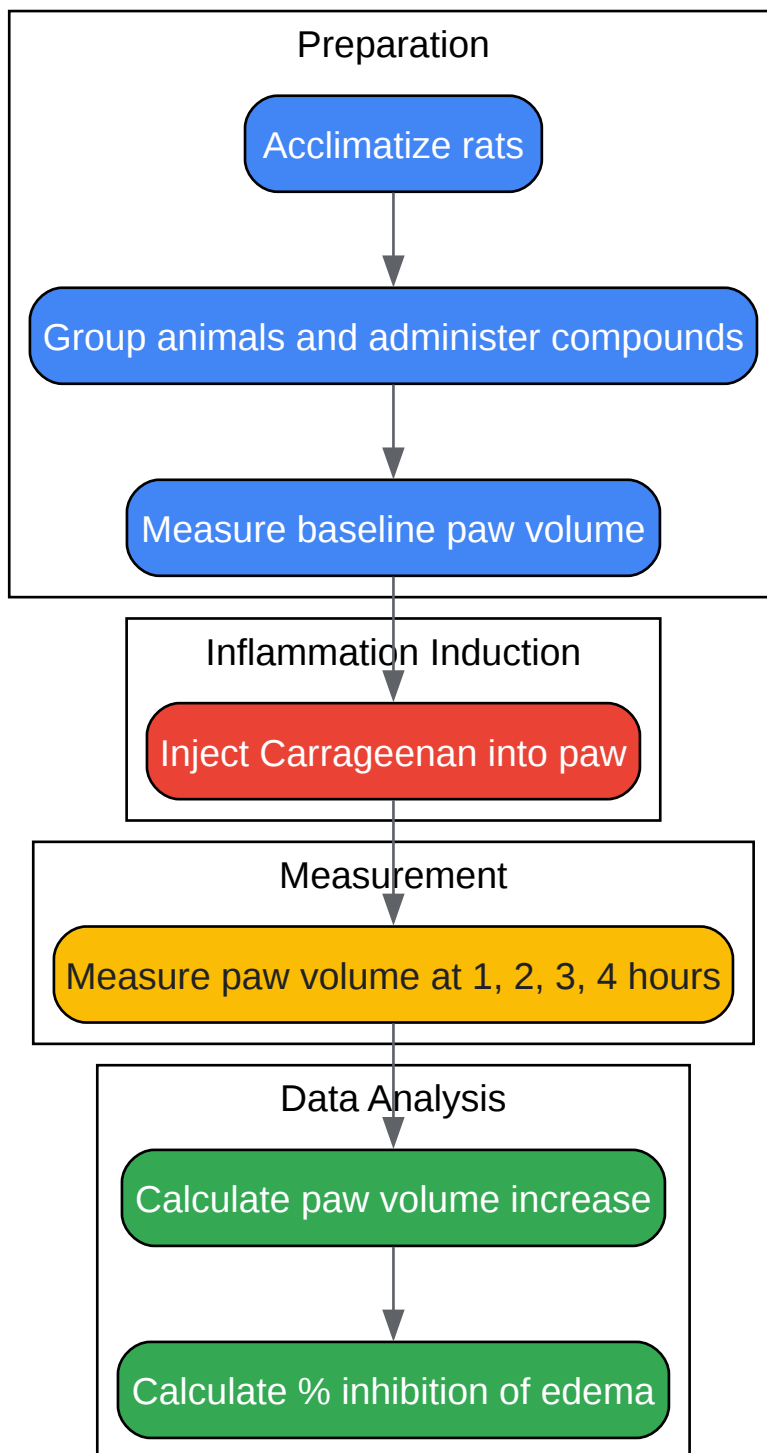 Preparation
Acclimatize rats
Group animals and administer compounds
Measure baseline paw volume
Inflammation Induction
Inject Carrageenan into paw
Measurement
Measure paw volume at 1, 2, 3, 4 hours
Data Analysis
Calculate paw volume increase
Calculate % inhibition of edema